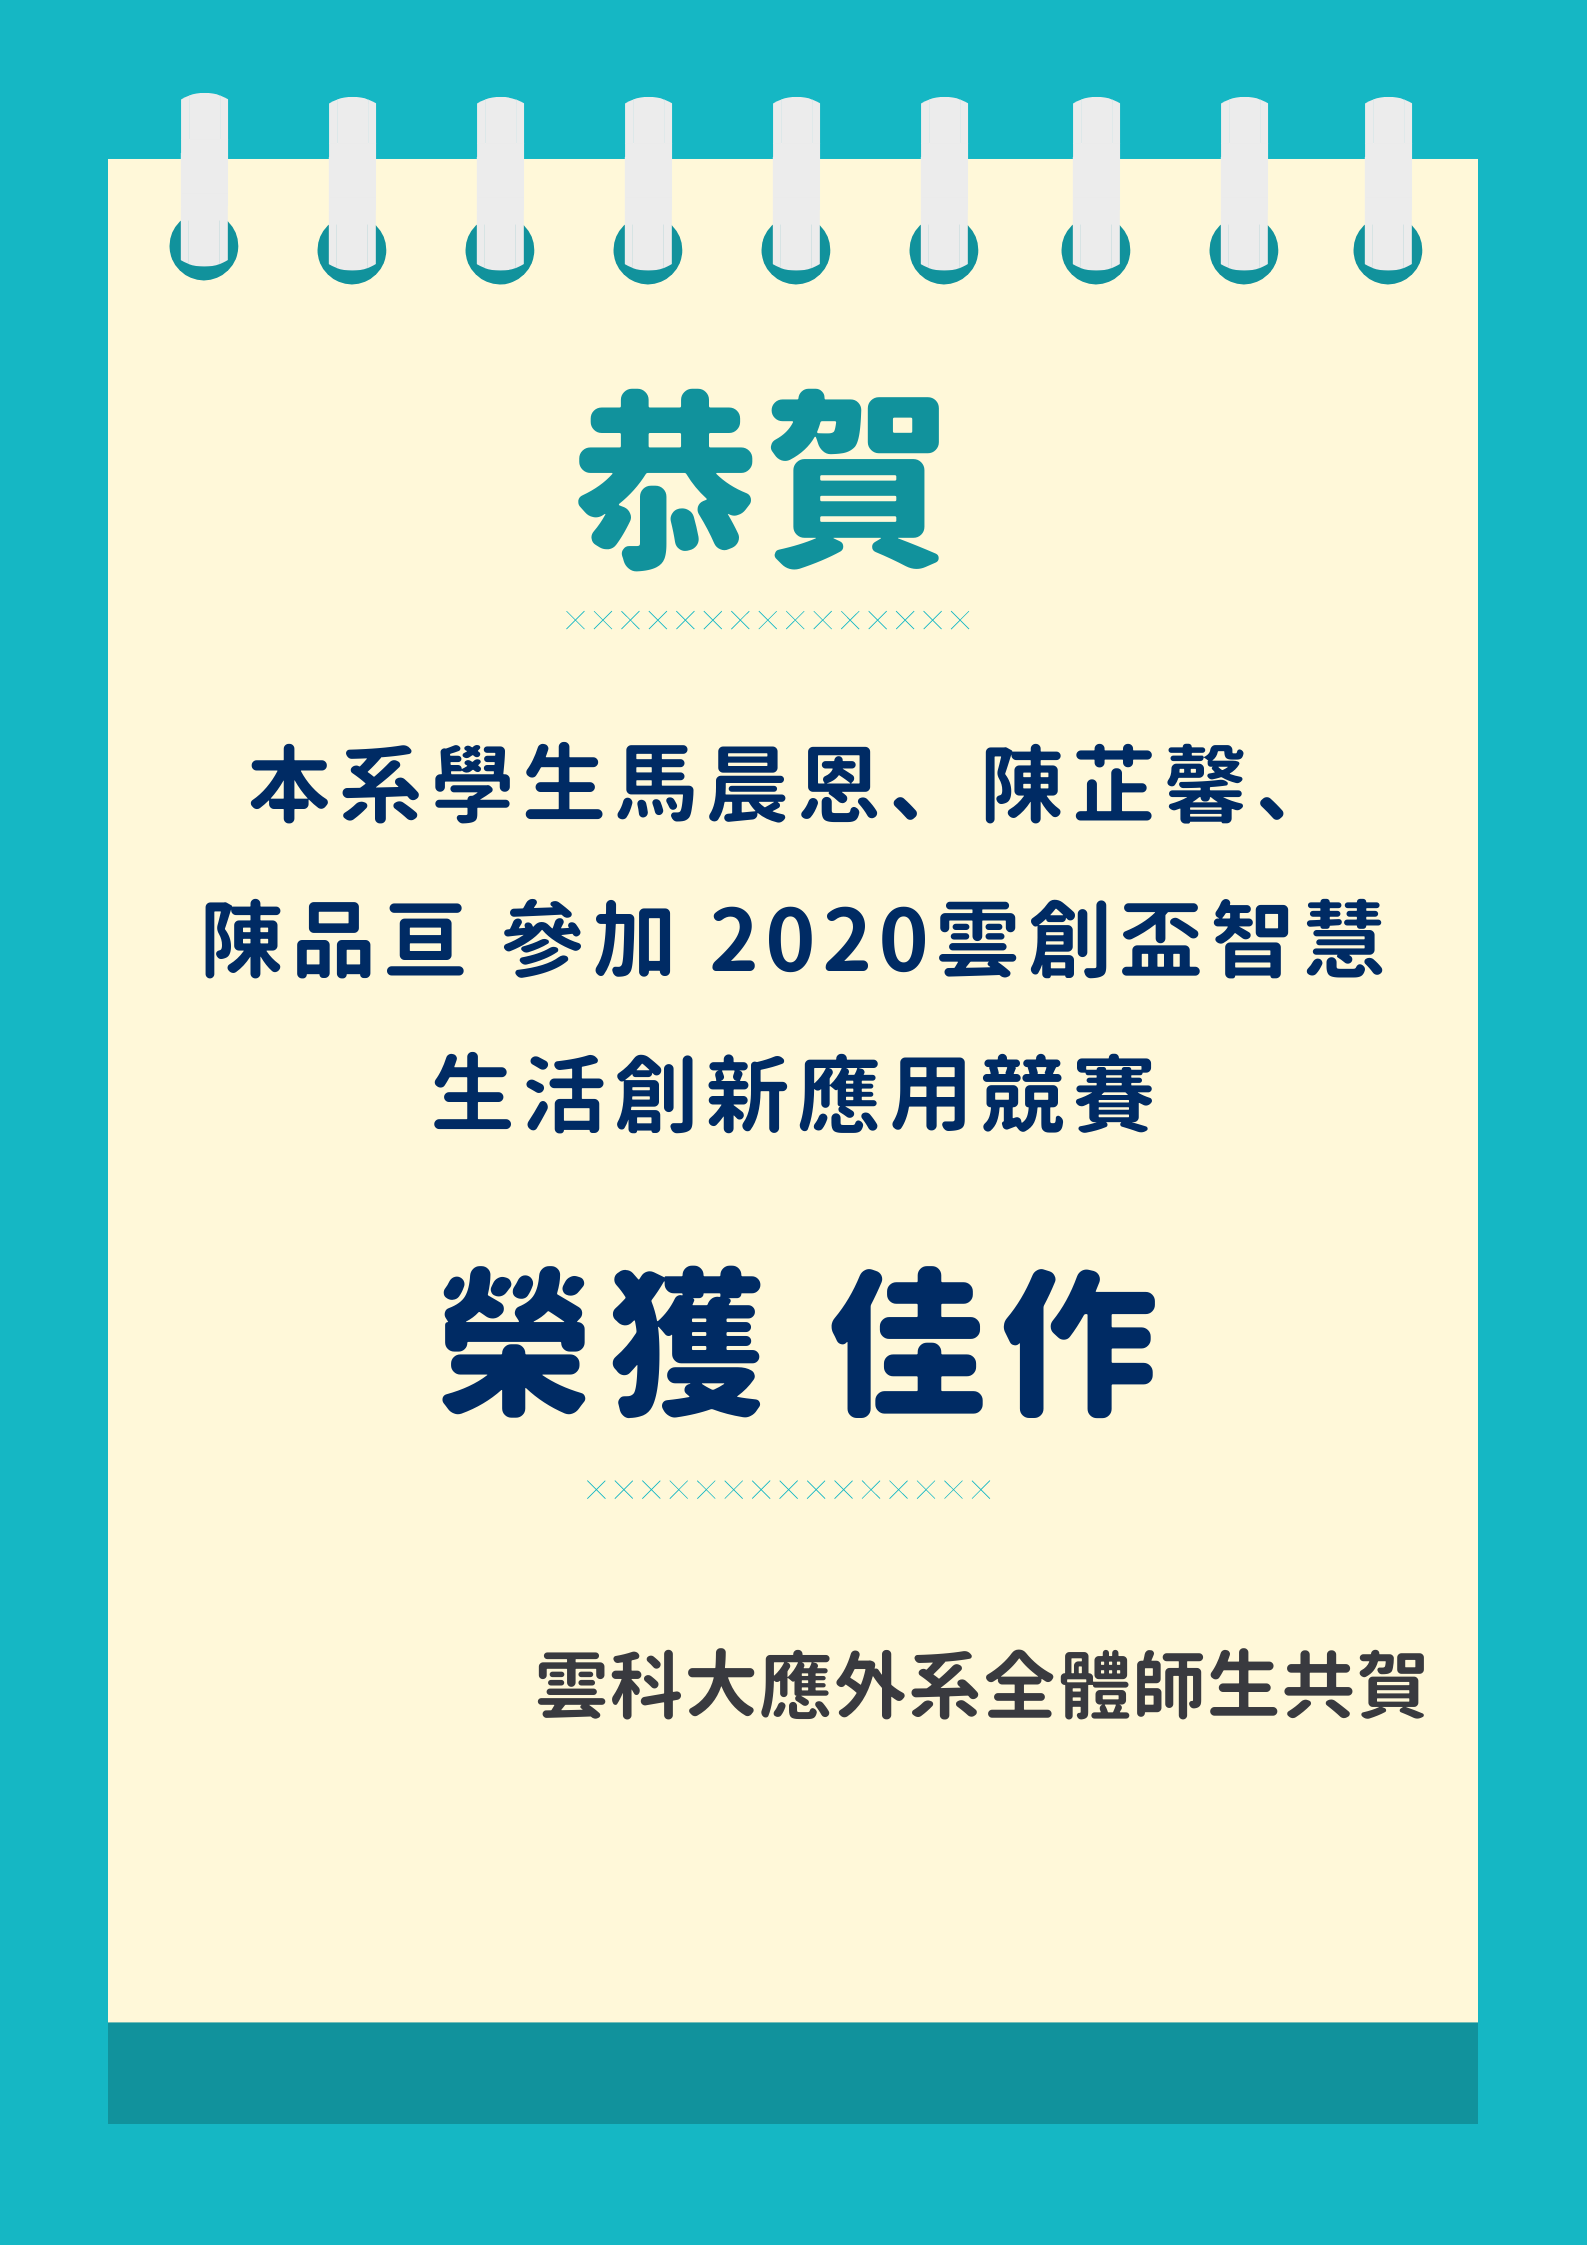 恭賀
本系學生馬晨恩、陳芷馨、
陳品亘 參加 2020雲創盃智慧
生活創新應用競賽
榮獲 佳作
雲科大應外系全體師生共賀